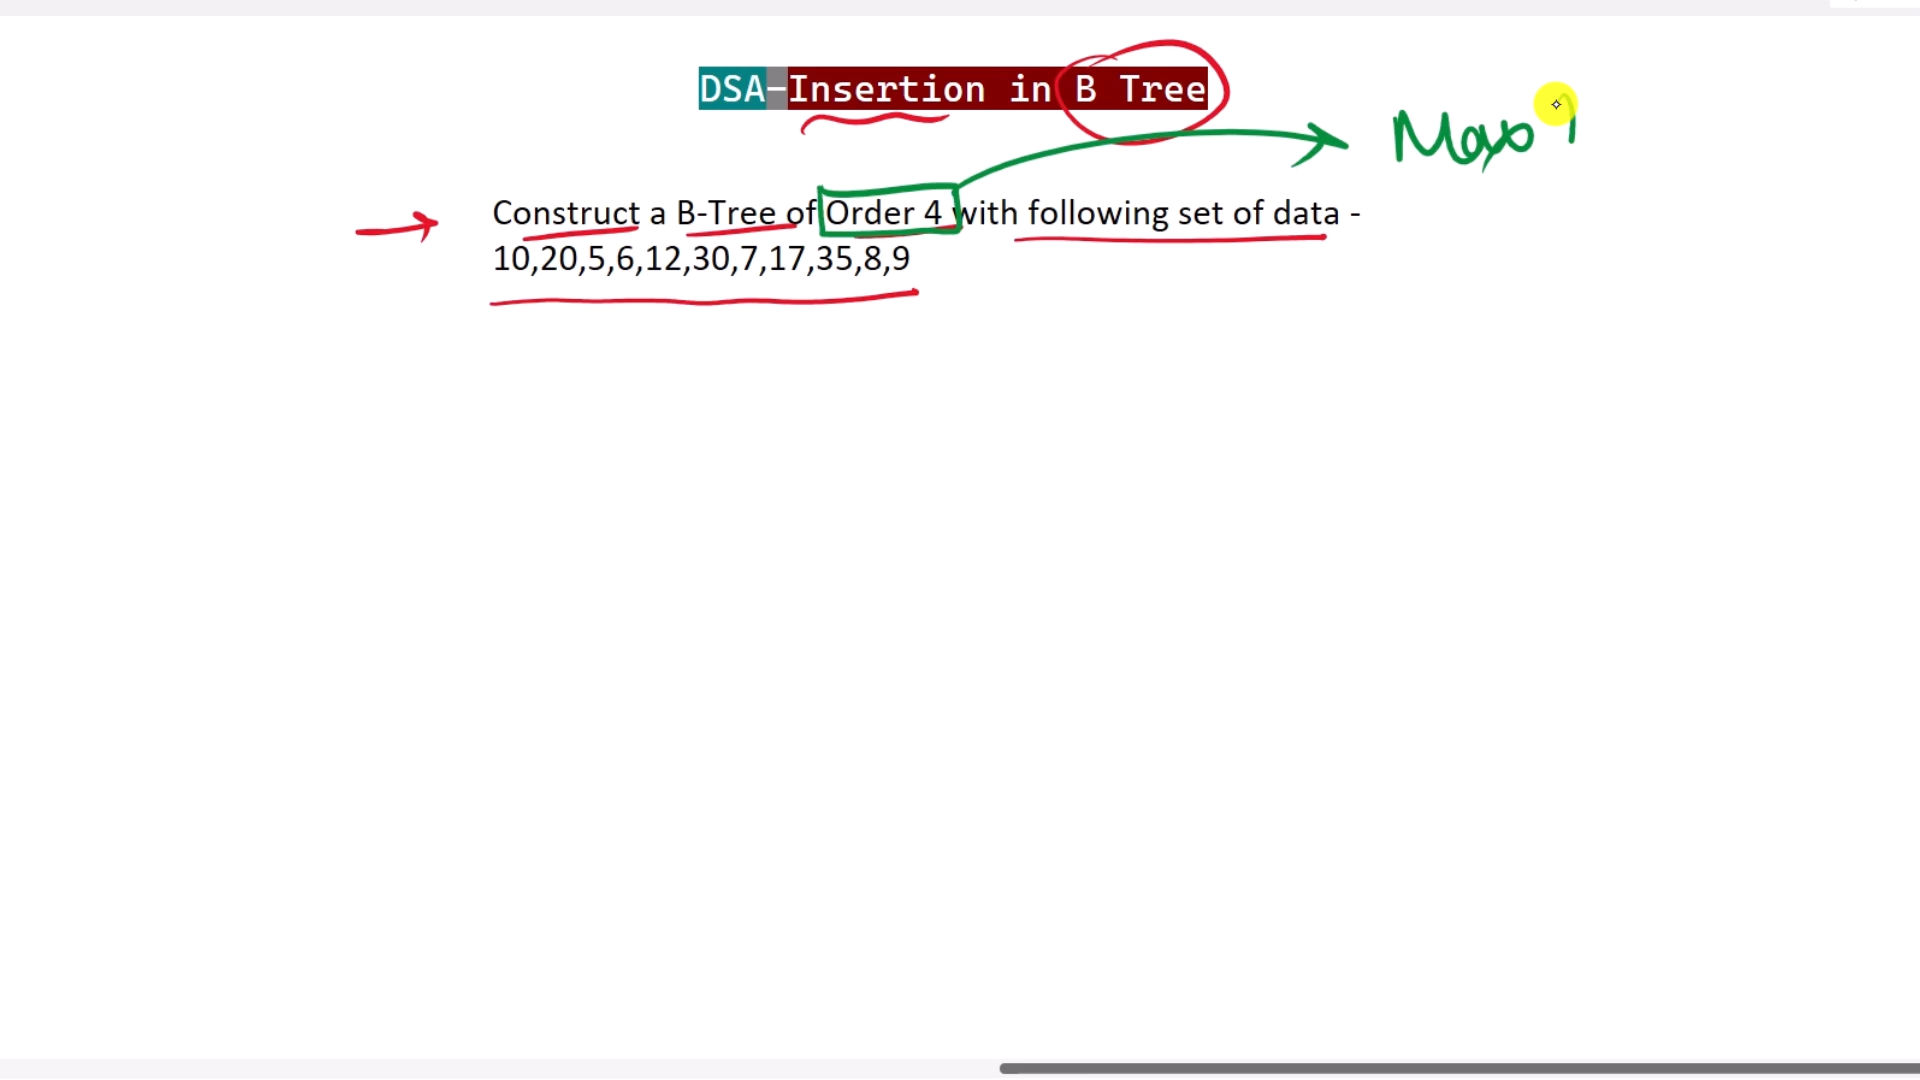 DSA-Insertion in B Tree
Max
Construct a B-Tree of Order 4 with following set of data -
10,20,5,6,12,30,7,17,35,8,9